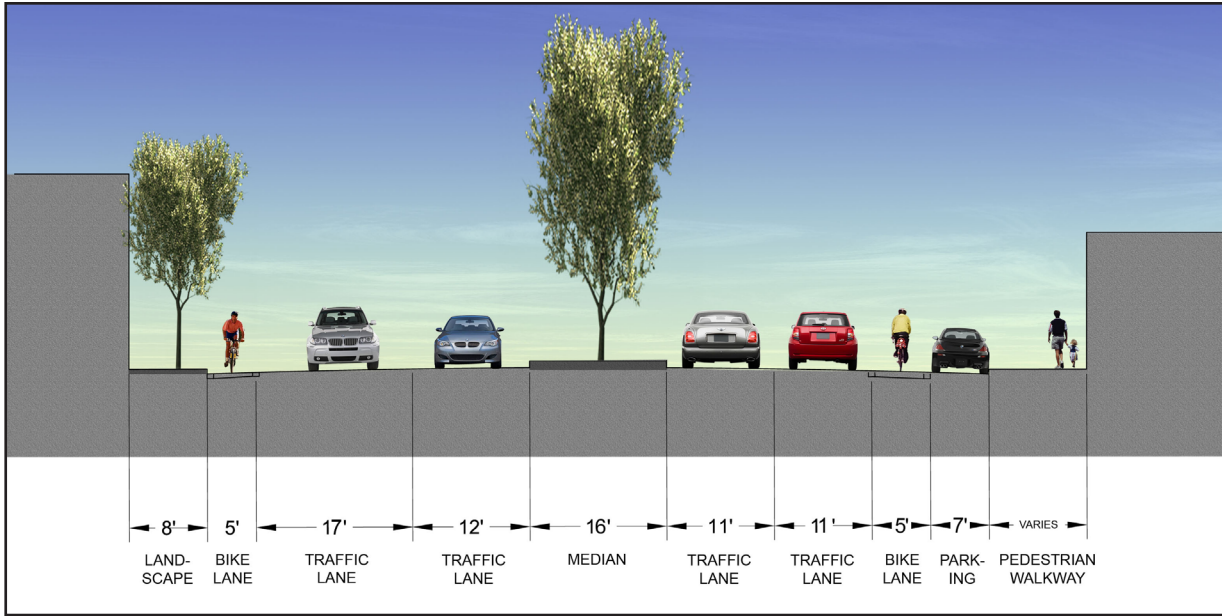 8' 5' 17' 12' 16' 11' 11' 5' 7' VARIES
LAND- BIKE TRAFFIC TRAFFIC MEDIAN TRAFFIC TRAFFIC BIKE PARK- PEDESTRIAN
SCAPE LANE LANE LANE LANE LANE LANE ING WALKWAY